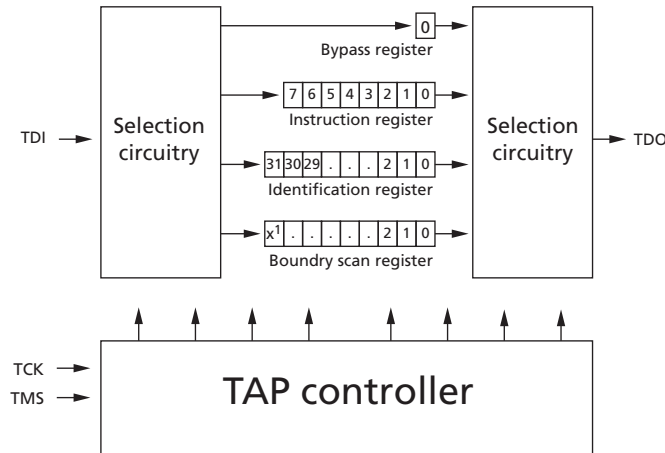 0
Bypass register
7 6 5 4 3 2 1 0
Instruction register
TDI
Selection
circuitry
Selection
circuitry
TDO
31 30 29 . . . 2 1 0
Identification register
x1 . . . . . 2 1 0
Boundry scan register
TCK
TMS
TAP controller